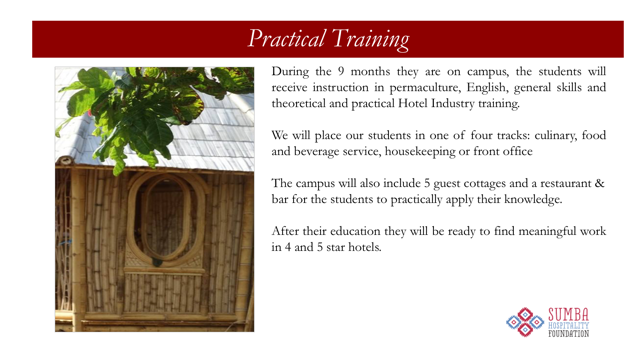 Practical Training
During the 9 months they are on campus, the students will
receive instruction in permaculture, English, general skills and
theoretical and practical Hotel Industry training.
We will place our students in one of four tracks: culinary, food
and beverage service, housekeeping or front office
The campus will also include 5 guest cottages and a restaurant &
bar for the students to practically apply their knowledge.
After their education they will be ready to find meaningful work
in 4 and 5 star hotels.
SUMBA
HOSPITALITY
FOUNDATION